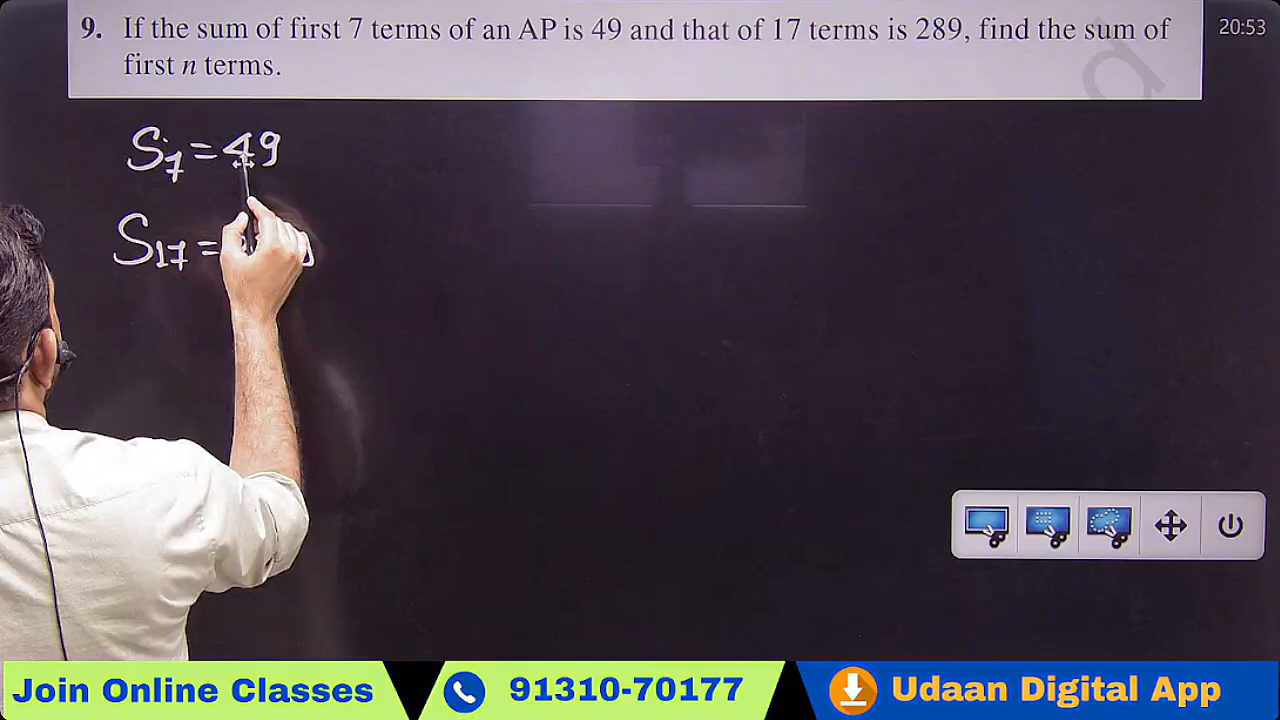 9. If the sum of first 7 terms of an AP is 49 and that of 17 terms is 289, find the sum of
first n terms.
20:53
S₇ = 49
S₁₇ =
Join Online Classes
91310-70177
Udaan Digital App